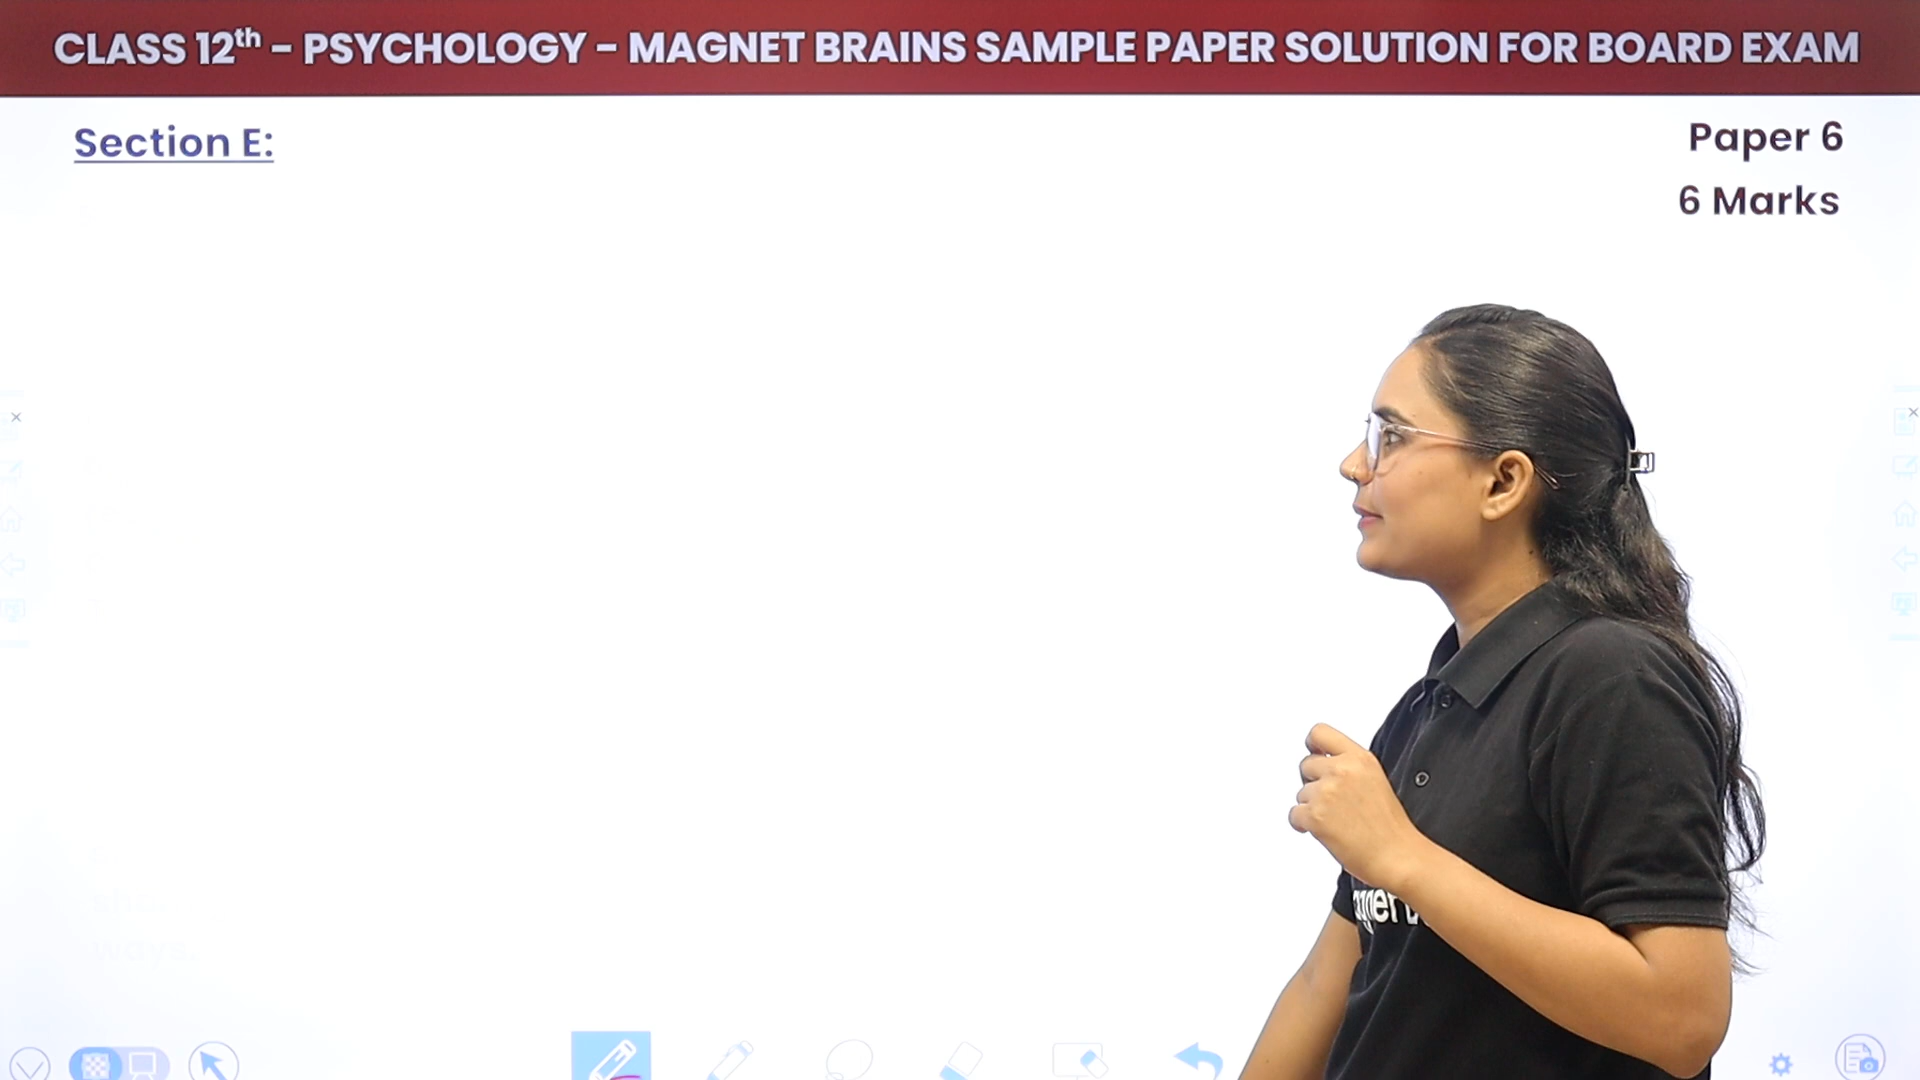 CLASS 12th - PSYCHOLOGY - MAGNET BRAINS SAMPLE PAPER SOLUTION FOR BOARD EXAM
Section E:
Paper 6
6 Marks